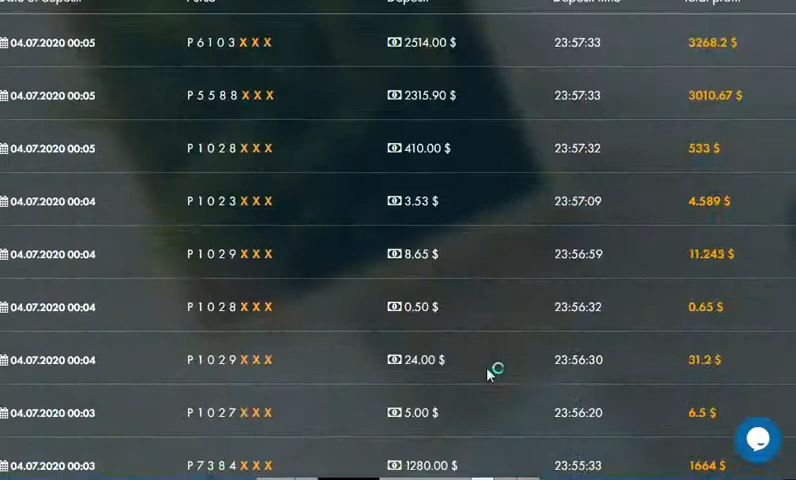 04.07.2020 00:05 P6103XXX 2514.00 $ 23:57:33 3268.2 $
04.07.2020 00:05 P5588XXX 2315.90 $ 23:57:33 3010.67 $
04.07.2020 00:05 P1028XXX 410.00 $ 23:57:32 533 $
04.07.2020 00:04 P1023XXX 3.53 $ 23:57:09 4.589 $
04.07.2020 00:04 P1029XXX 8.65 $ 23:56:59 11.245 $
04.07.2020 00:04 P1028XXX 0.50 $ 23:56:32 0.65 $
04.07.2020 00:04 P1029XXX 24.00 $ 23:56:30 31.2 $
04.07.2020 00:03 P1027XXX 5.00 $ 23:56:20 6.5 $
04.07.2020 00:03 P7384XXX 1280.00 $ 23:55:33 1664 $